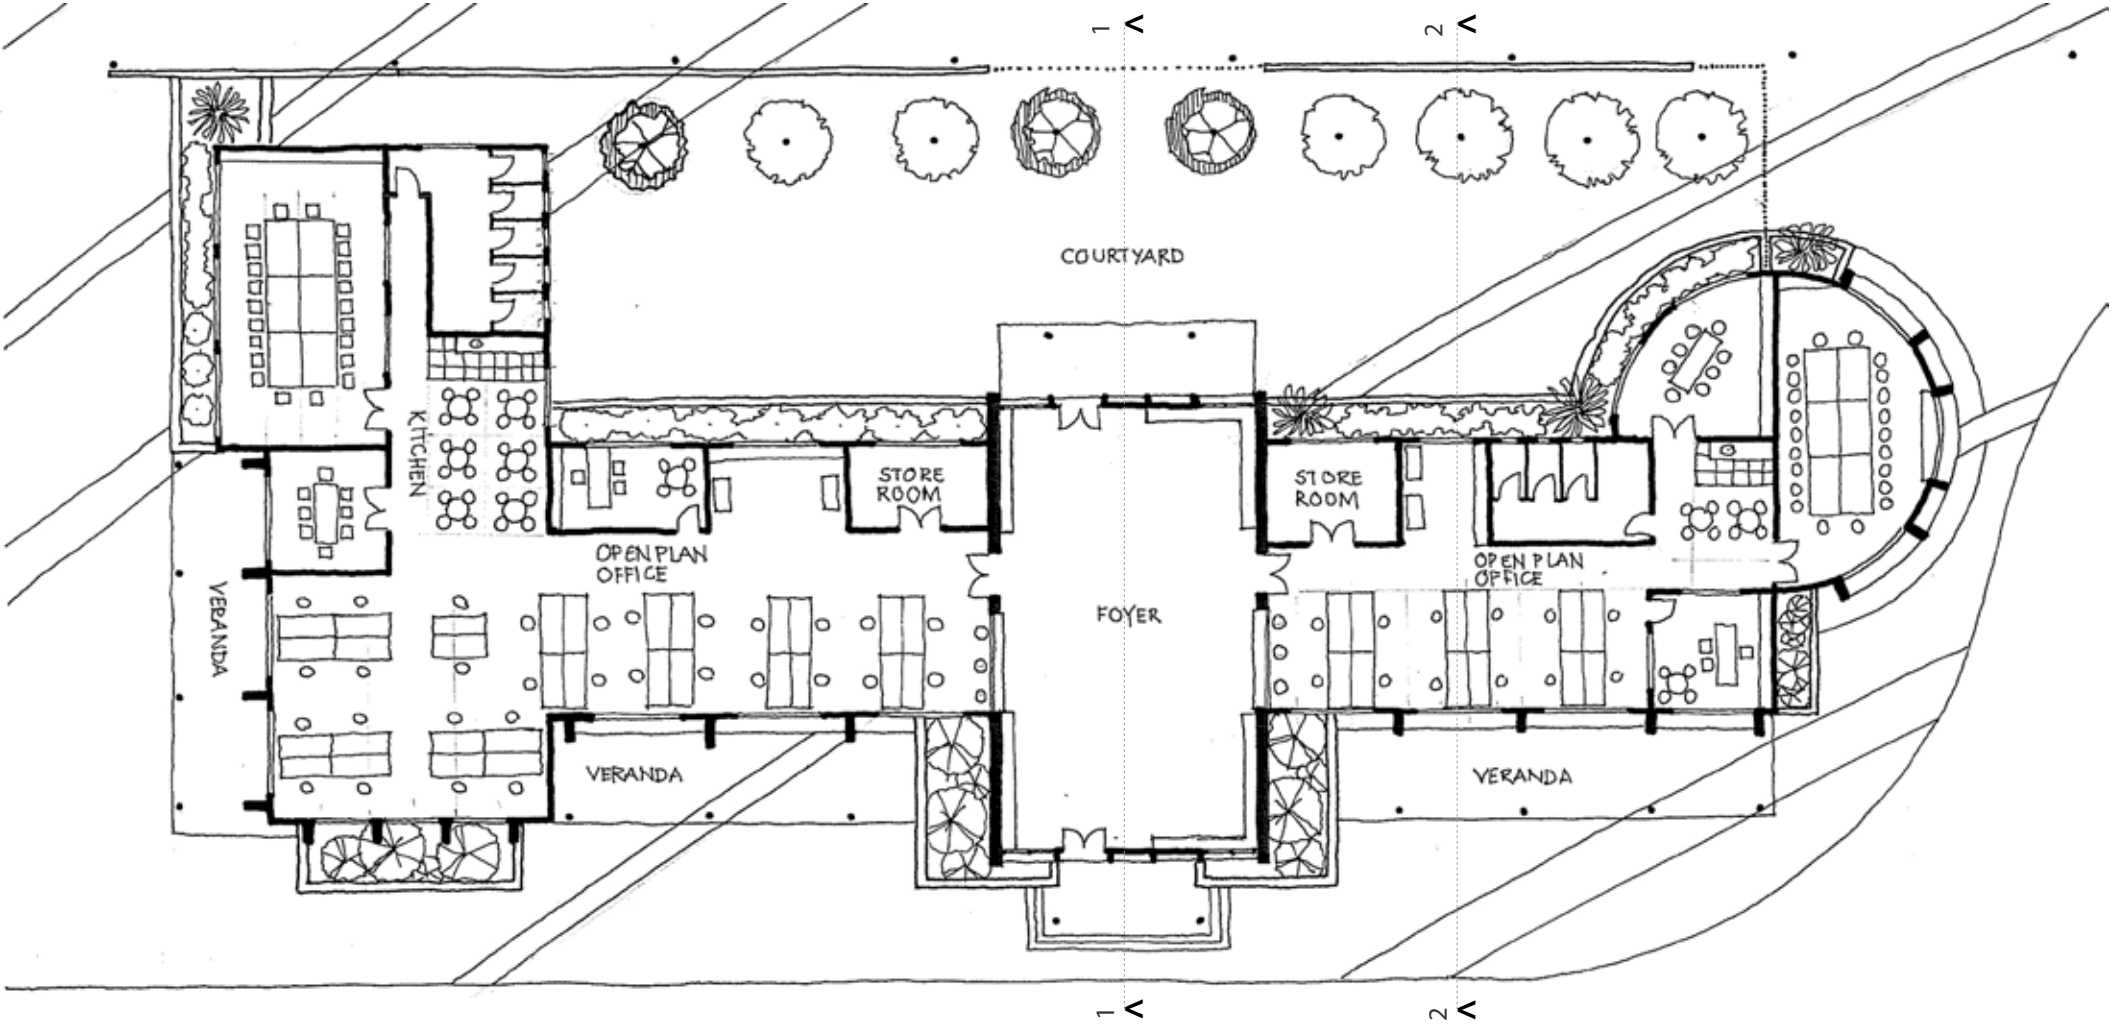 1 <
2 <
COURTYARD
KITCHEN
STORE
ROOM
STORE
ROOM
OPEN PLAN
OFFICE
OPEN PLAN
OFFICE
VERANDA
FOYER
VERANDA
VERANDA
1 <
2 <